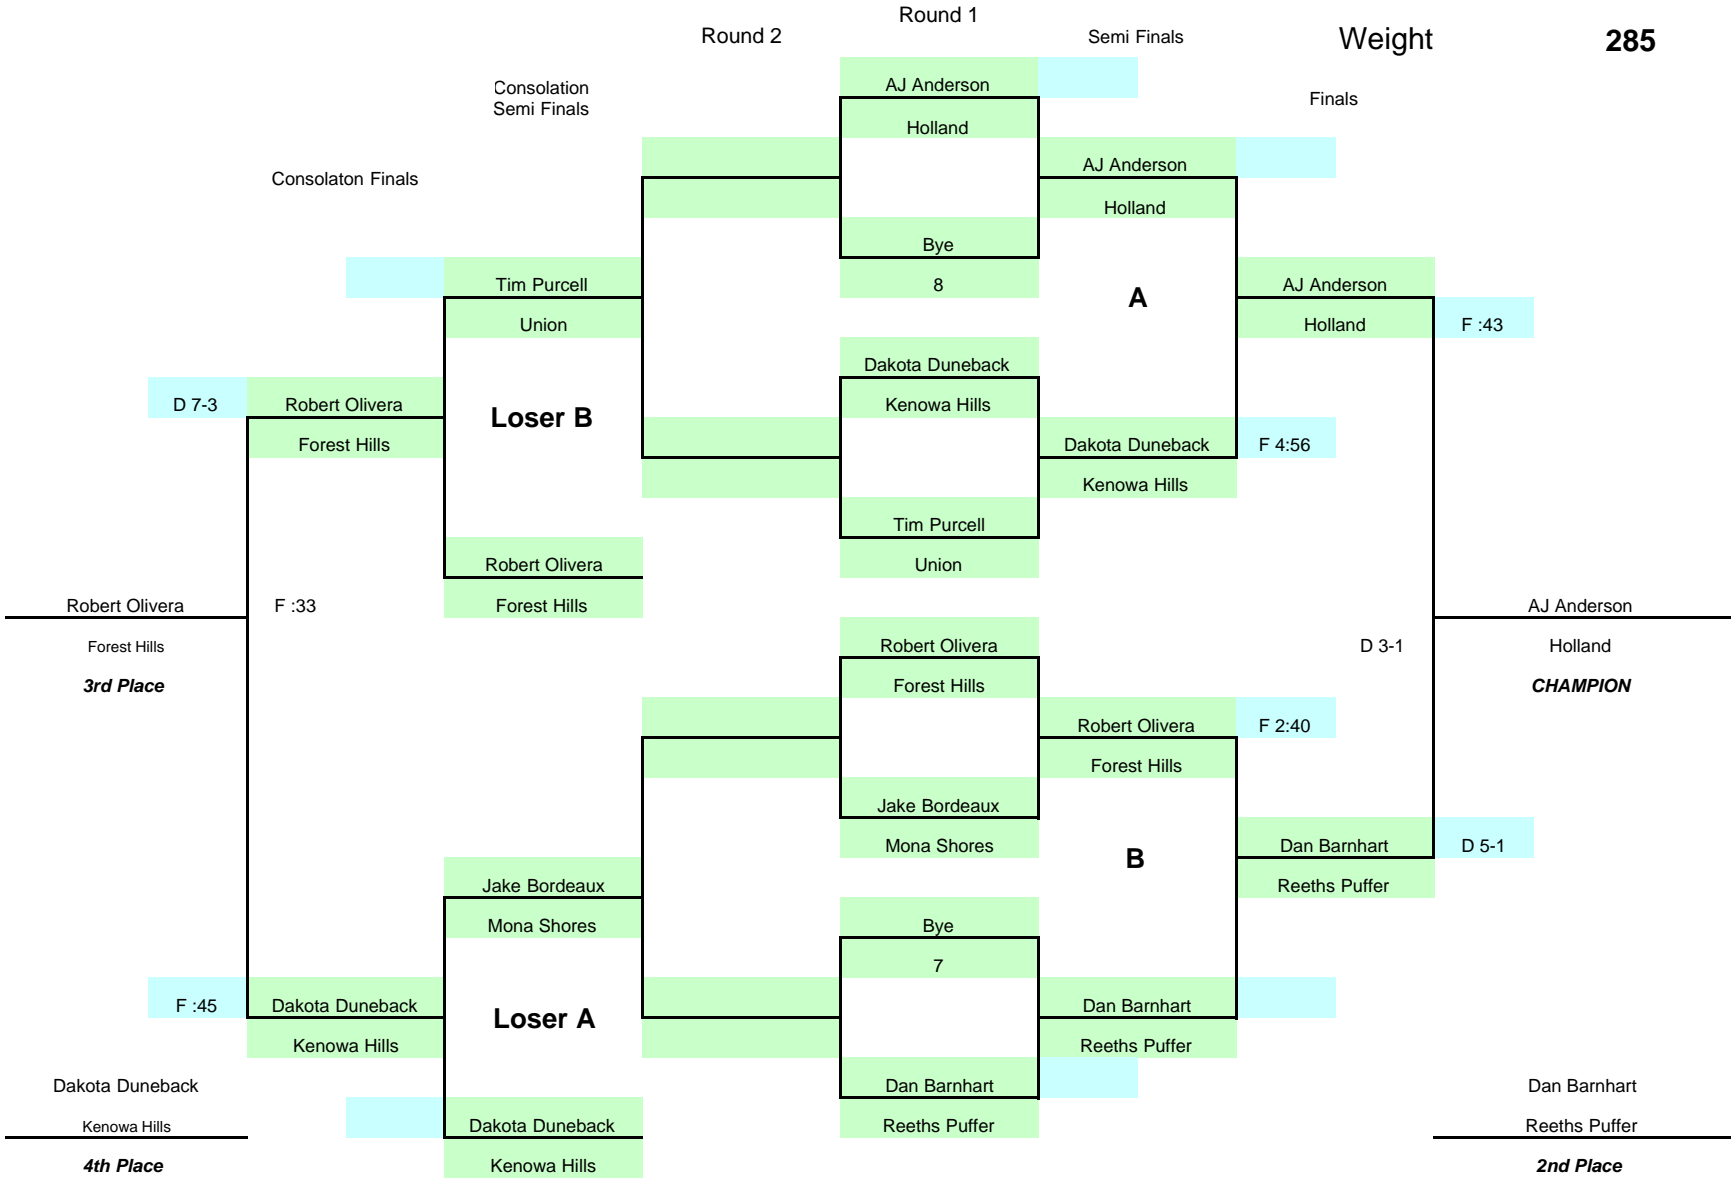 Round 1
Round 2
Semi Finals
Weight
285
Consolation
Semi Finals
AJ Anderson
Finals
Holland
AJ Anderson
Consolaton Finals
Holland
Bye
8
Tim Purcell
Union
A
AJ Anderson
Holland
F :43
Dakota Duneback
Kenowa Hills
D 7-3
Robert Olivera
Forest Hills
Loser B
Dakota Duneback
F 4:56
Kenowa Hills
Tim Purcell
Union
Robert Olivera
Forest Hills
Robert Olivera
F :33
Forest Hills
3rd Place
AJ Anderson
D 3-1
Holland
CHAMPION
Robert Olivera
Forest Hills
Robert Olivera
F 2:40
Forest Hills
Jake Bordeaux
Mona Shores
B
Dan Barnhart
D 5-1
Reeths Puffer
Jake Bordeaux
Mona Shores
Bye
7
F :45
Dakota Duneback
Kenowa Hills
Loser A
Dan Barnhart
Reeths Puffer
Dakota Duneback
Kenowa Hills
4th Place
Dakota Duneback
Kenowa Hills
Dan Barnhart
Reeths Puffer
Dan Barnhart
Reeths Puffer
2nd Place